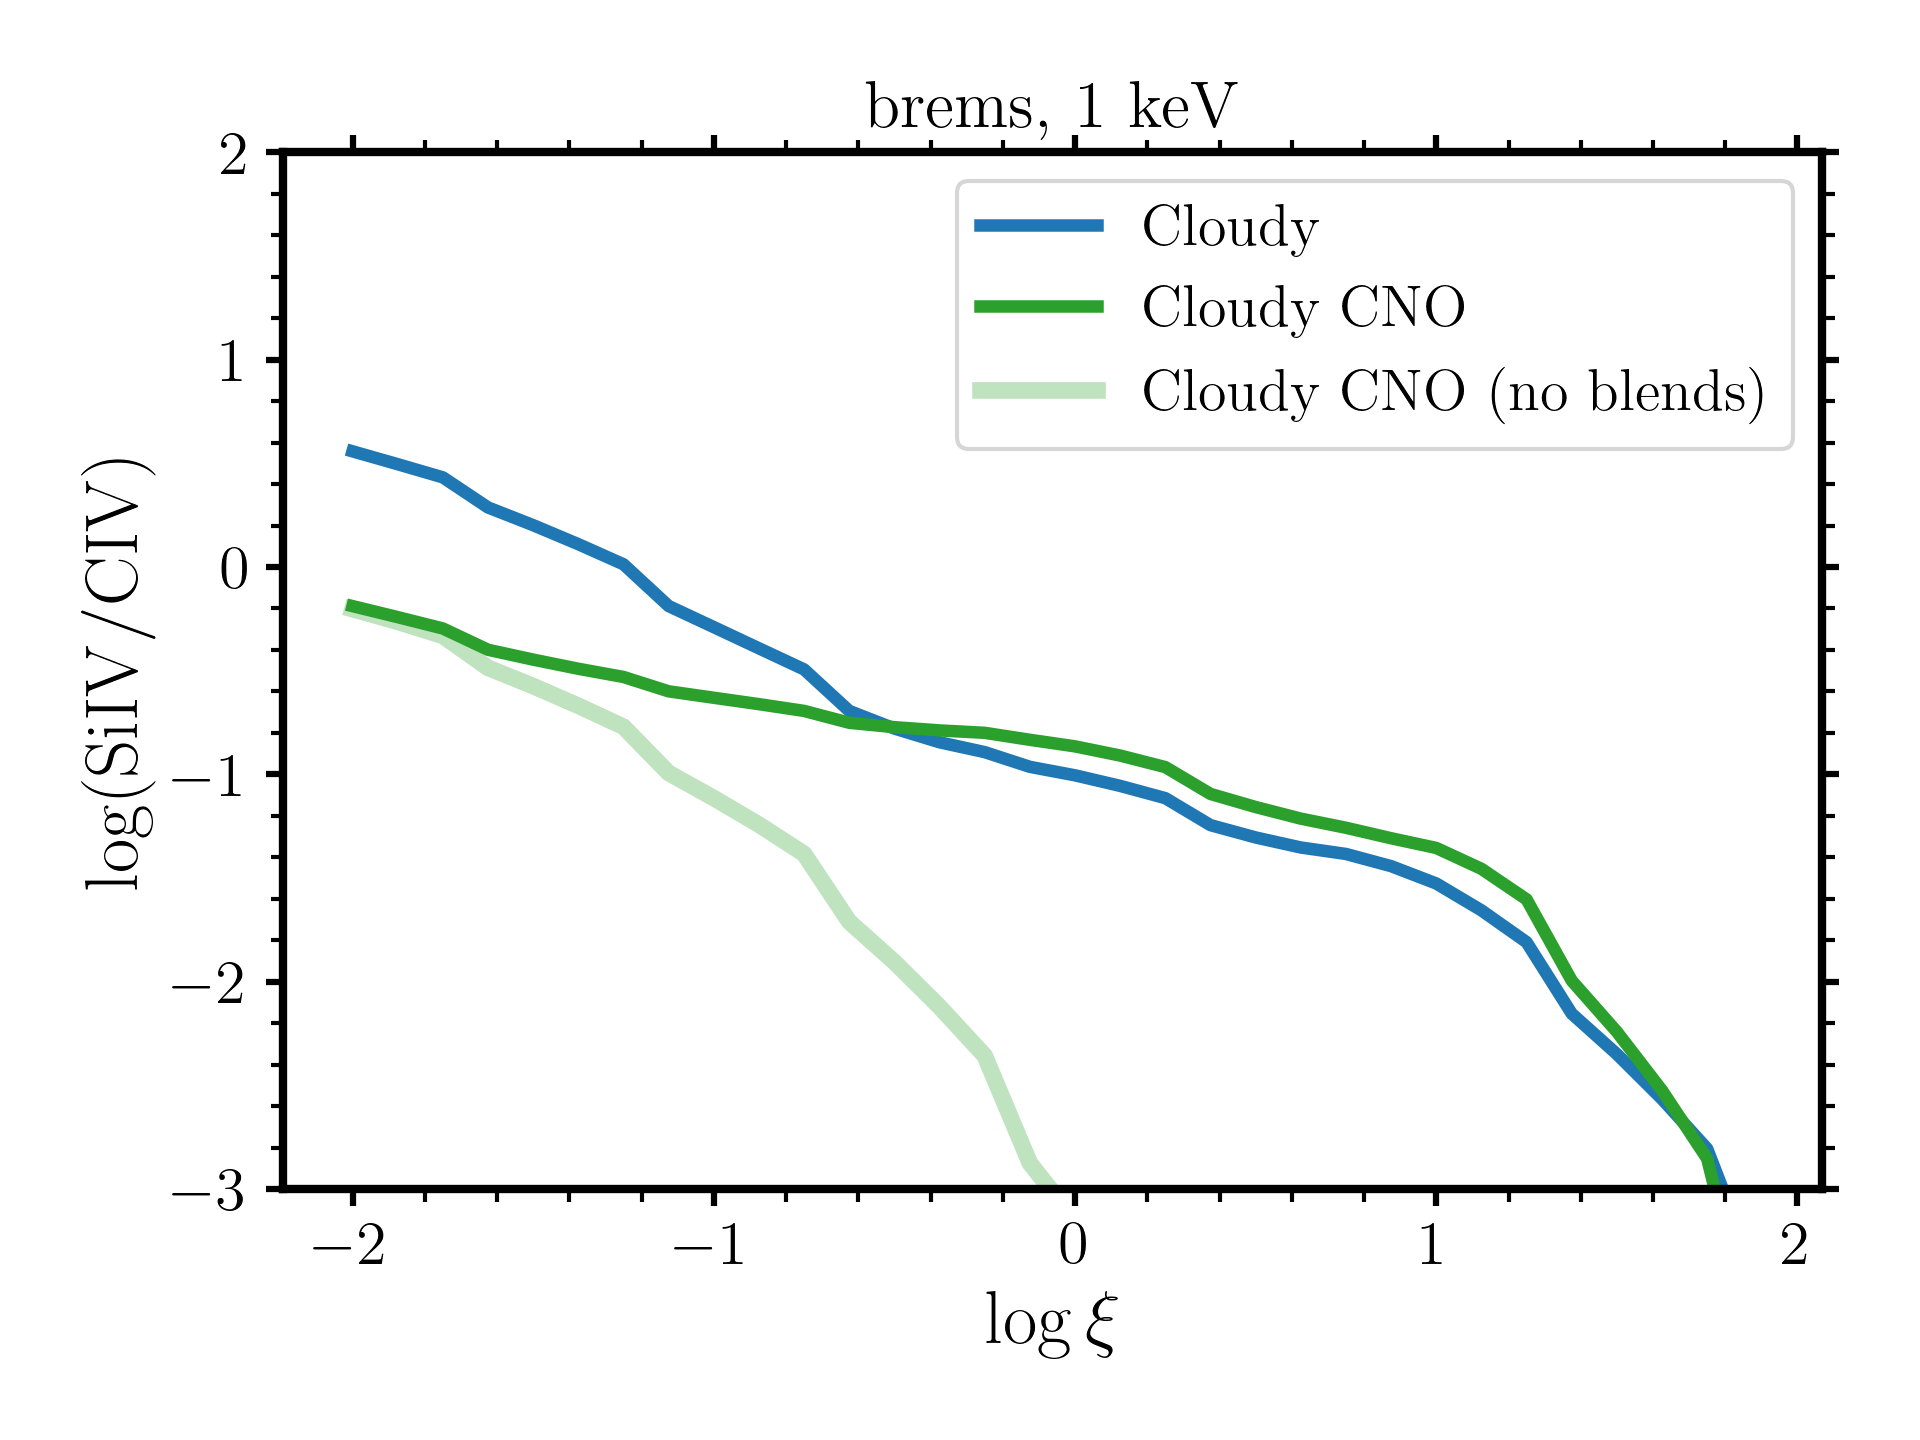 brems, 1 keV
Cloudy
Cloudy CNO
Cloudy CNO (no blends)
log(SiIV/CIV)
2
1
0
−1
−2
−3
−2
−1
0
1
2
log ξ